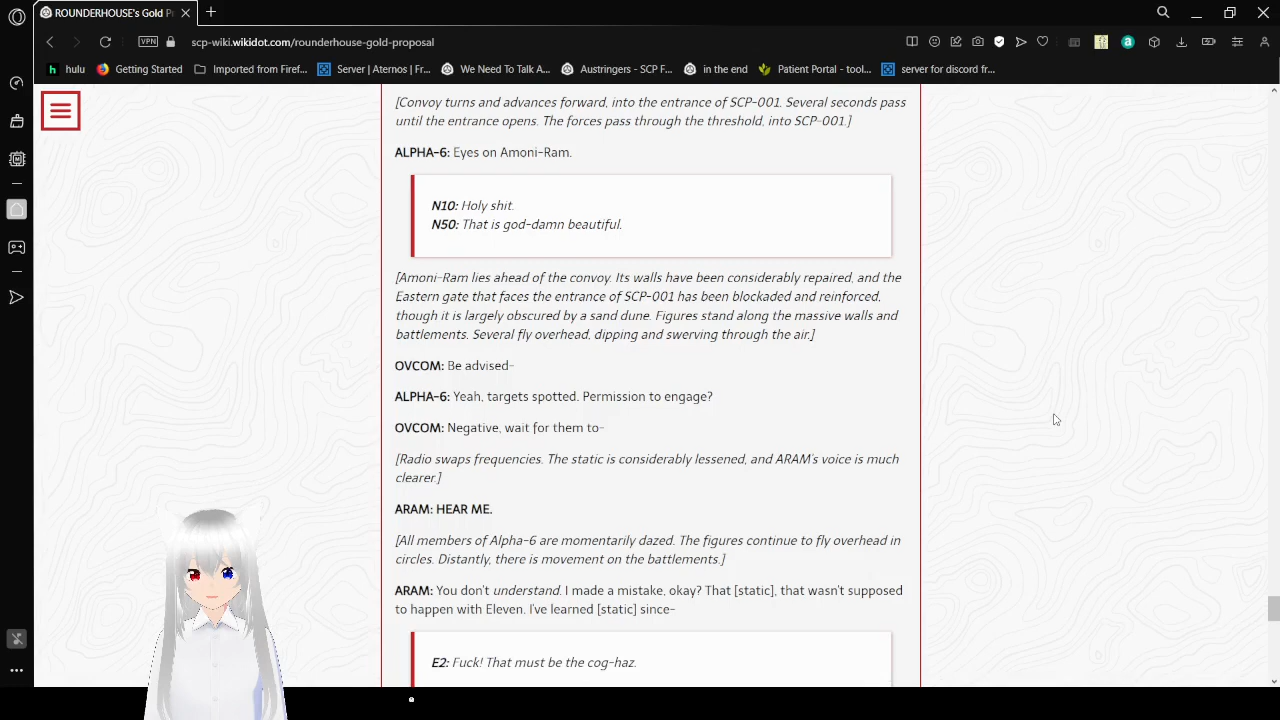 ROUNDERHOUSE's Gold P
scp-wiki.wikidot.com/rounderhouse-gold-proposal
VPN
hulu
Getting Started
Imported from Firef...
Server | Aternos | Fr...
We Need To Talk A...
Austringers - SCP F...
in the end
Patient Portal - tool...
server for discord fr...
[Convoy turns and advances forward, into the entrance of SCP-001. Several seconds pass
until the entrance opens. The forces pass through the threshold, into SCP-001.]
ALPHA-6: Eyes on Amoni-Ram.
N10: Holy shit.
N50: That is god-damn beautiful.
[Amoni-Ram lies ahead of the convoy. Its walls have been considerably repaired, and the
Eastern gate that faces the entrance of SCP-001 has been blockaded and reinforced,
though it is largely obscured by a sand dune. Figures stand along the massive walls and
battlements. Several fly overhead, dipping and swerving through the air.]
OVCOM: Be advised-
ALPHA-6: Yeah, targets spotted. Permission to engage?
OVCOM: Negative, wait for them to-
[Radio swaps frequencies. The static is considerably lessened, and ARAM's voice is much
clearer.]
ARAM: HEAR ME.
[All members of Alpha-6 are momentarily dazed. The figures continue to fly overhead in
circles. Distantly, there is movement on the battlements.]
ARAM: You don't understand. I made a mistake, okay? That [static], that wasn't supposed
to happen with Eleven. I've learned [static] since-
E2: Fuck! That must be the cog-haz.